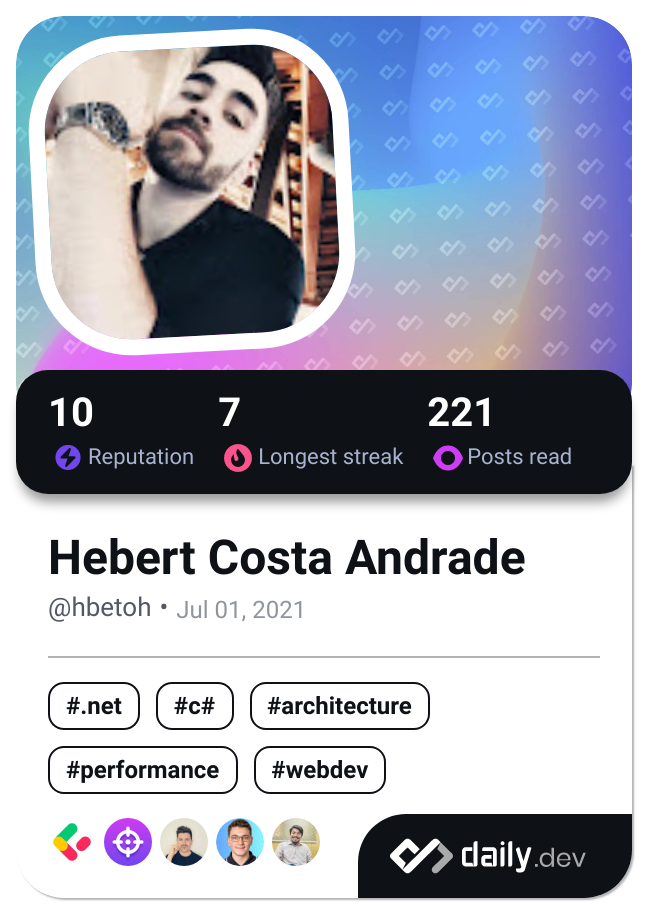 10 7 221
Reputation Longest streak Posts read
Hebert Costa Andrade
@hbetoh • Jul 01, 2021
#.net #c# #architecture
#performance #webdev
daily.dev